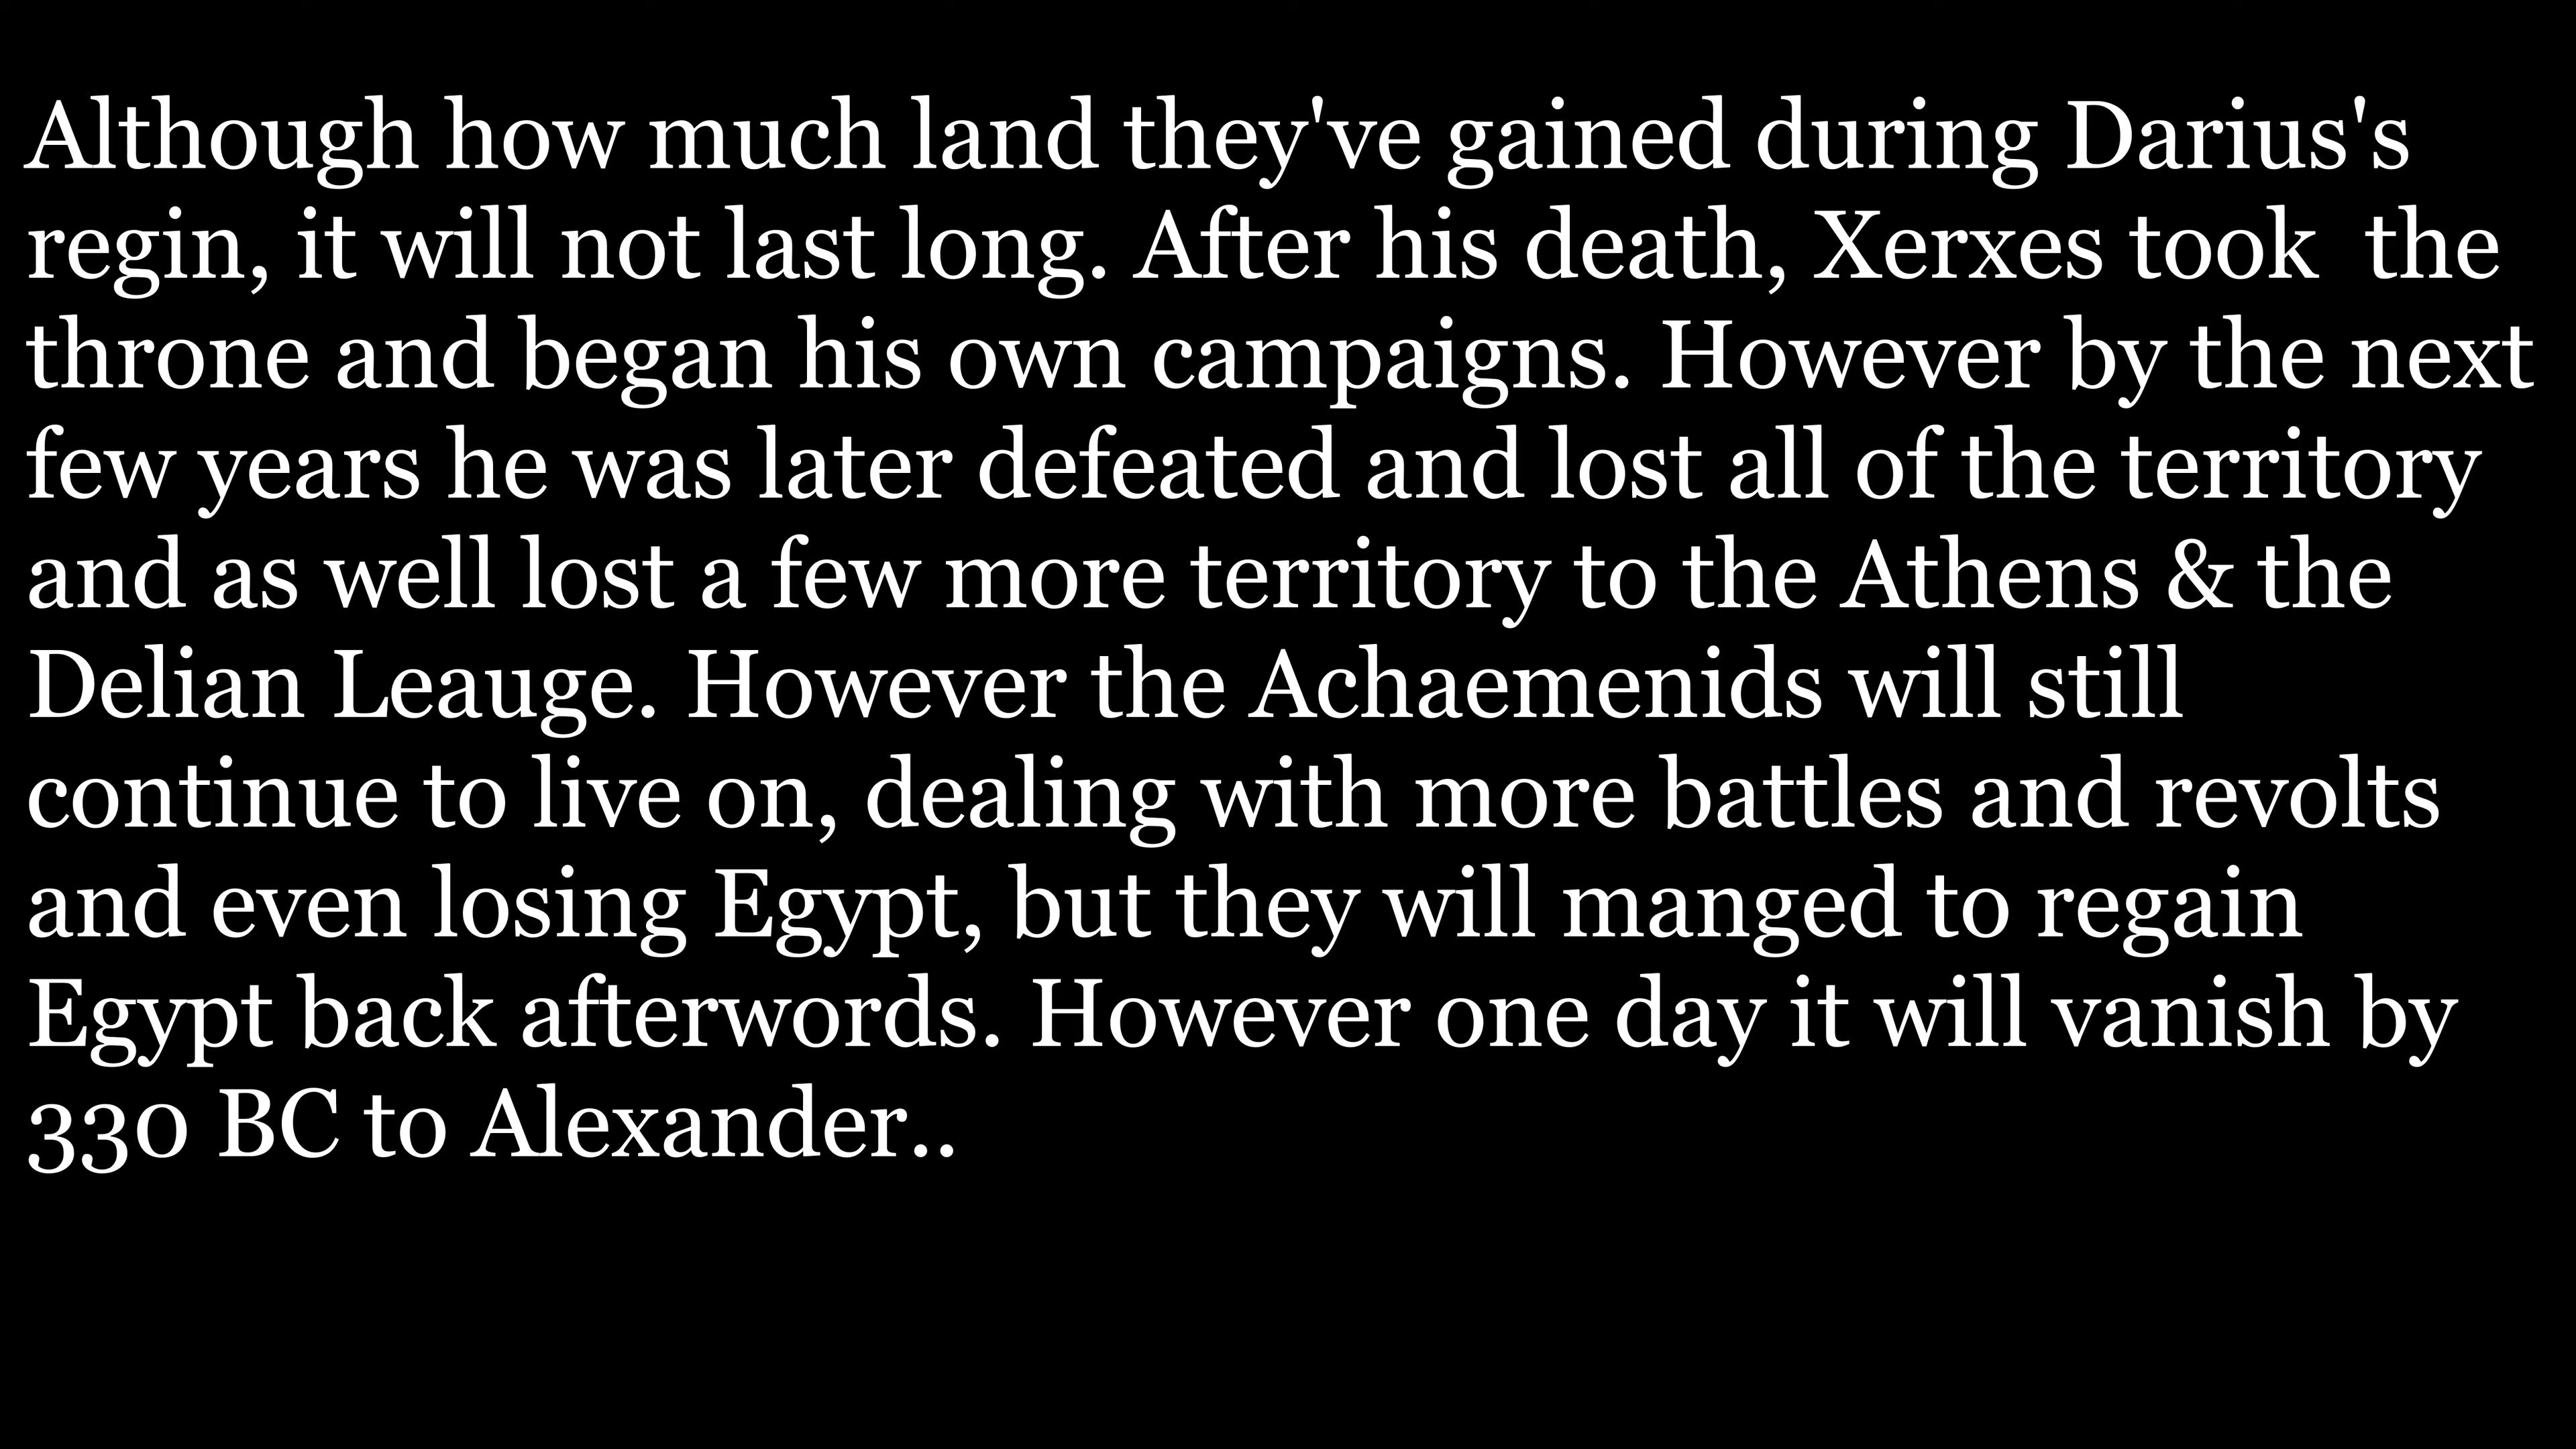 Although how much land they've gained during Darius's
regin, it will not last long. After his death, Xerxes took  the
throne and began his own campaigns. However by the next
few years he was later defeated and lost all of the territory
and as well lost a few more territory to the Athens & the
Delian Leauge. However the Achaemenids will still
continue to live on, dealing with more battles and revolts
and even losing Egypt, but they will manged to regain
Egypt back afterwords. However one day it will vanish by
330 BC to Alexander..